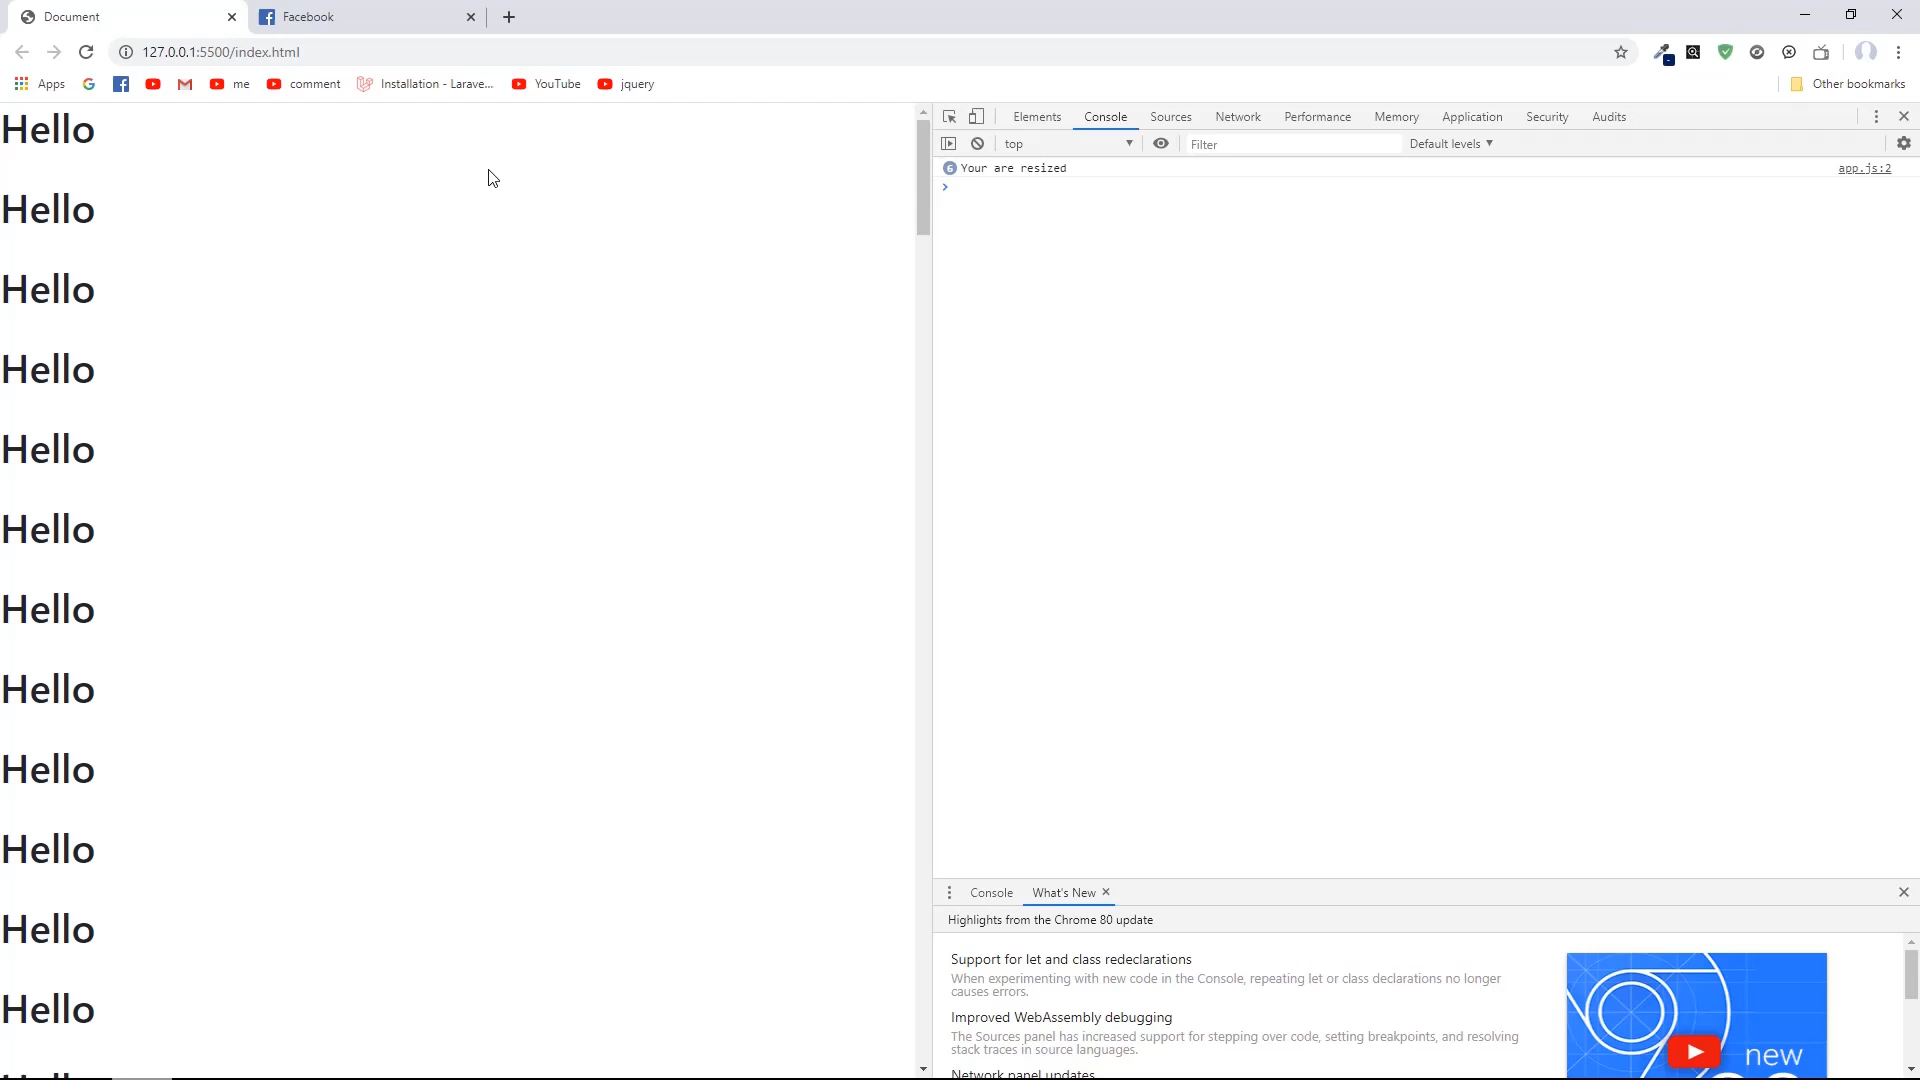 Document
Facebook
127.0.0.1:5500/index.html
Apps
me
comment
Installation - Larave...
YouTube
jquery
Other bookmarks
Hello
Hello
Hello
Hello
Hello
Hello
Hello
Hello
Hello
Hello
Hello
Hello
Elements Console Sources Network Performance Memory Application Security Audits
top
Filter
Default levels
6 Your are resized
app.js:2
Console
What's New
Highlights from the Chrome 80 update
Support for let and class redeclarations
When experimenting with new code in the Console, repeating let or class declarations no longer
causes errors.
Improved WebAssembly debugging
The Sources panel has increased support for stepping over code, setting breakpoints, and resolving
stack traces in source languages.
Network panel updates
new